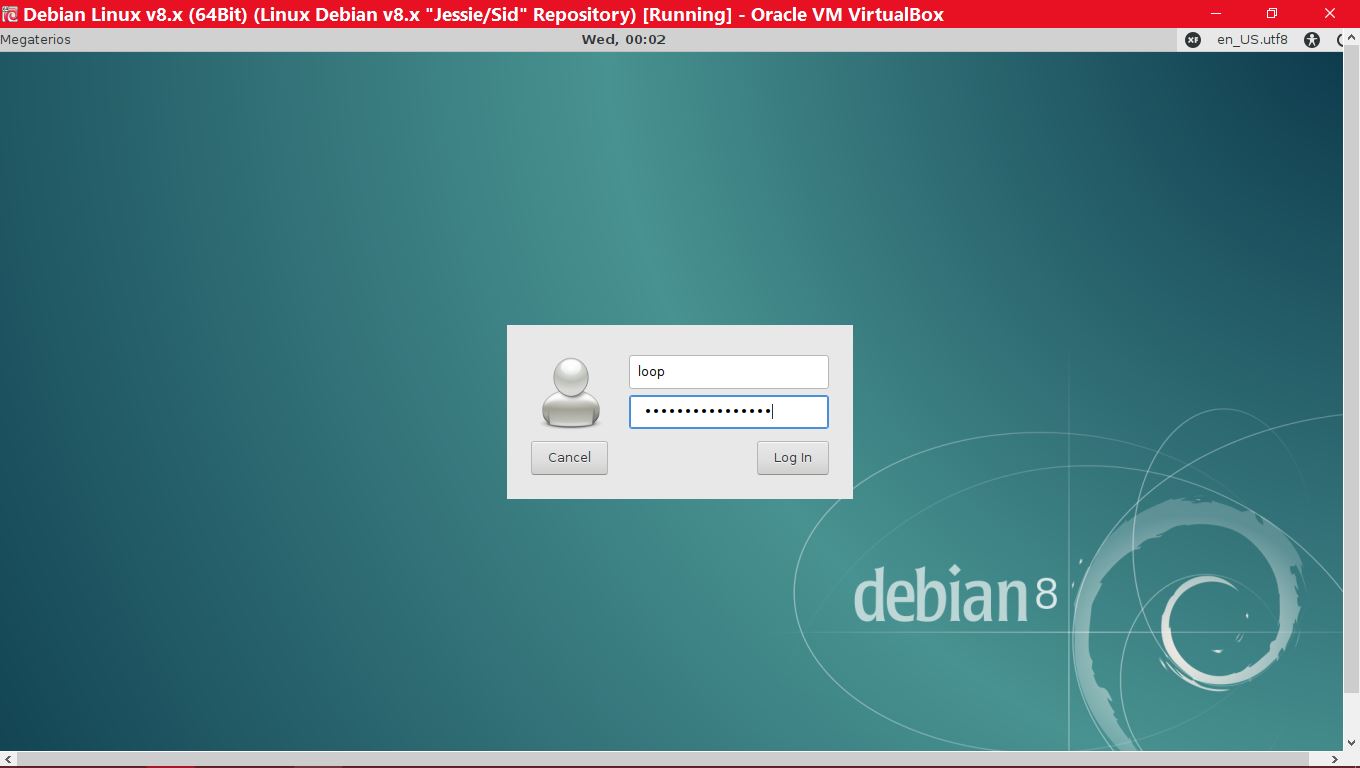 Debian Linux v8.x (64Bit) (Linux Debian v8.x "Jessie/Sid" Repository) [Running] - Oracle VM VirtualBox
Megaterios Wed, 00:02 XF en_US.utf8
loop
••••••••••••••••
Cancel Log In
debian 8